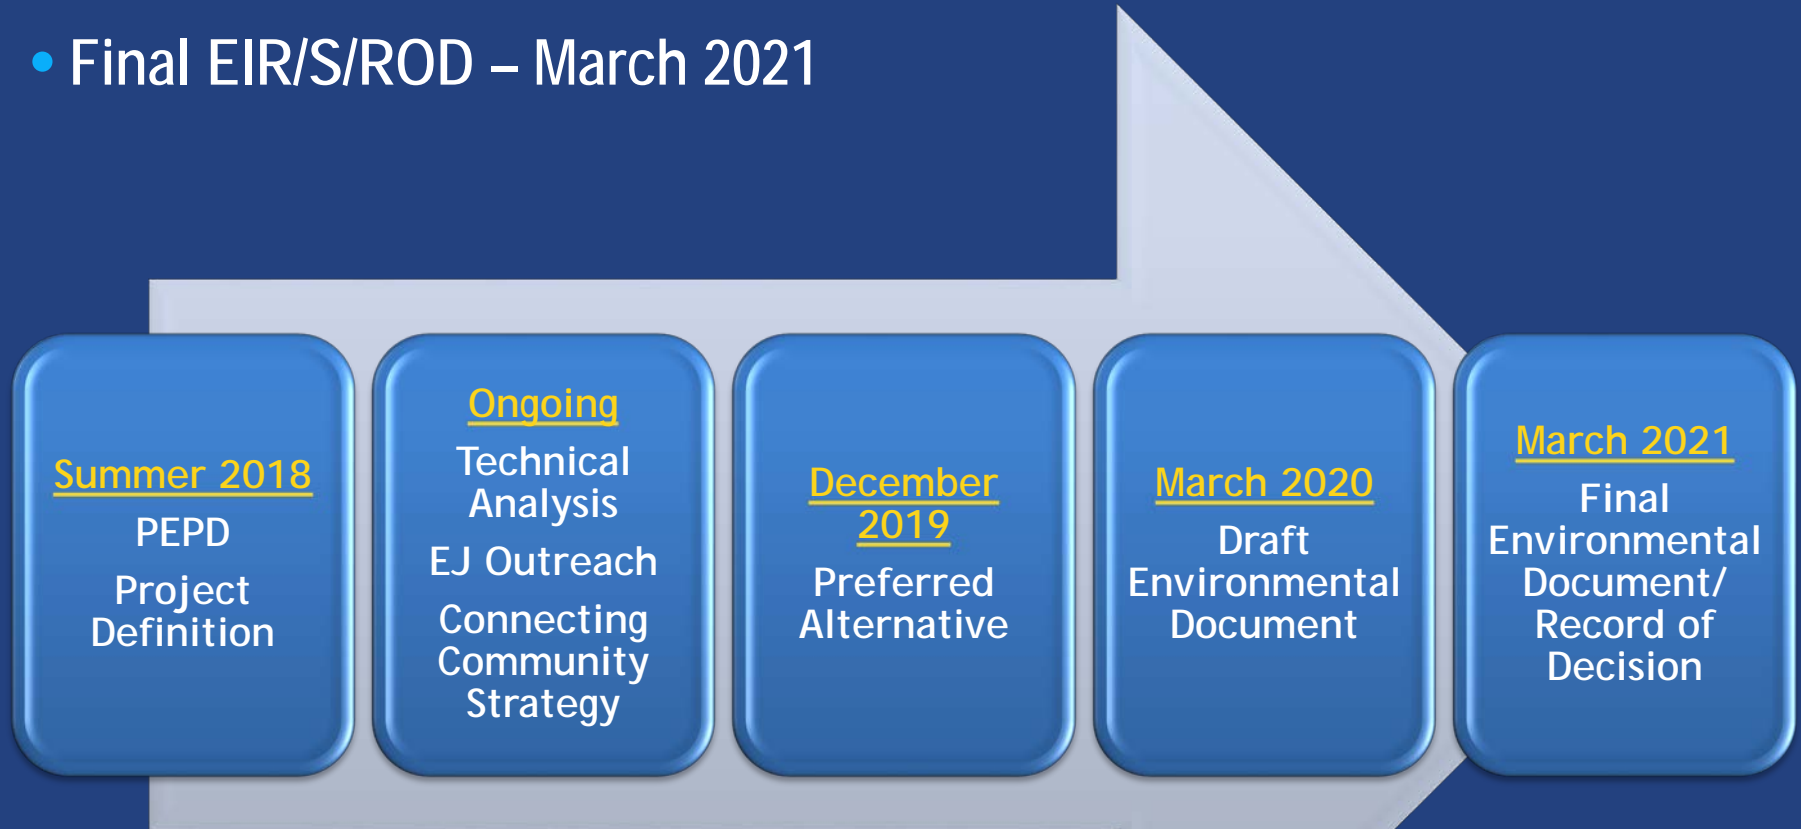 • Final EIR/S/ROD – March 2021
Summer 2018
PEPD
Project
Definition
Ongoing
Technical
Analysis
EJ Outreach
Connecting
Community
Strategy
December
2019
Preferred
Alternative
March 2020
Draft
Environmental
Document
March 2021
Final
Environmental
Document/
Record of
Decision